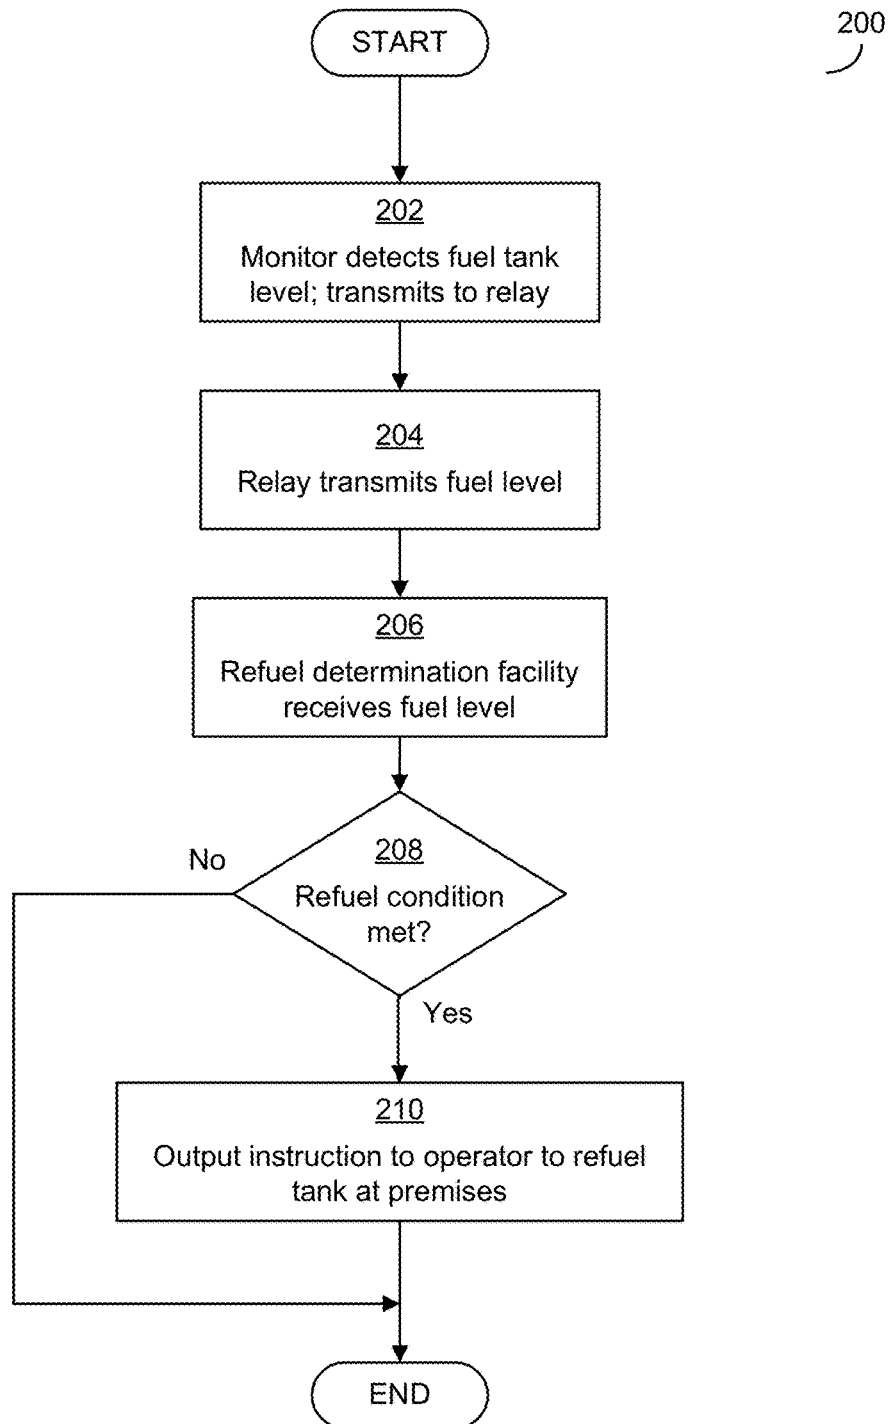 START
200
202
Monitor detects fuel tank
level; transmits to relay
204
Relay transmits fuel level
206
Refuel determination facility
receives fuel level
208
Refuel condition
met?
No
Yes
210
Output instruction to operator to refuel
tank at premises
END